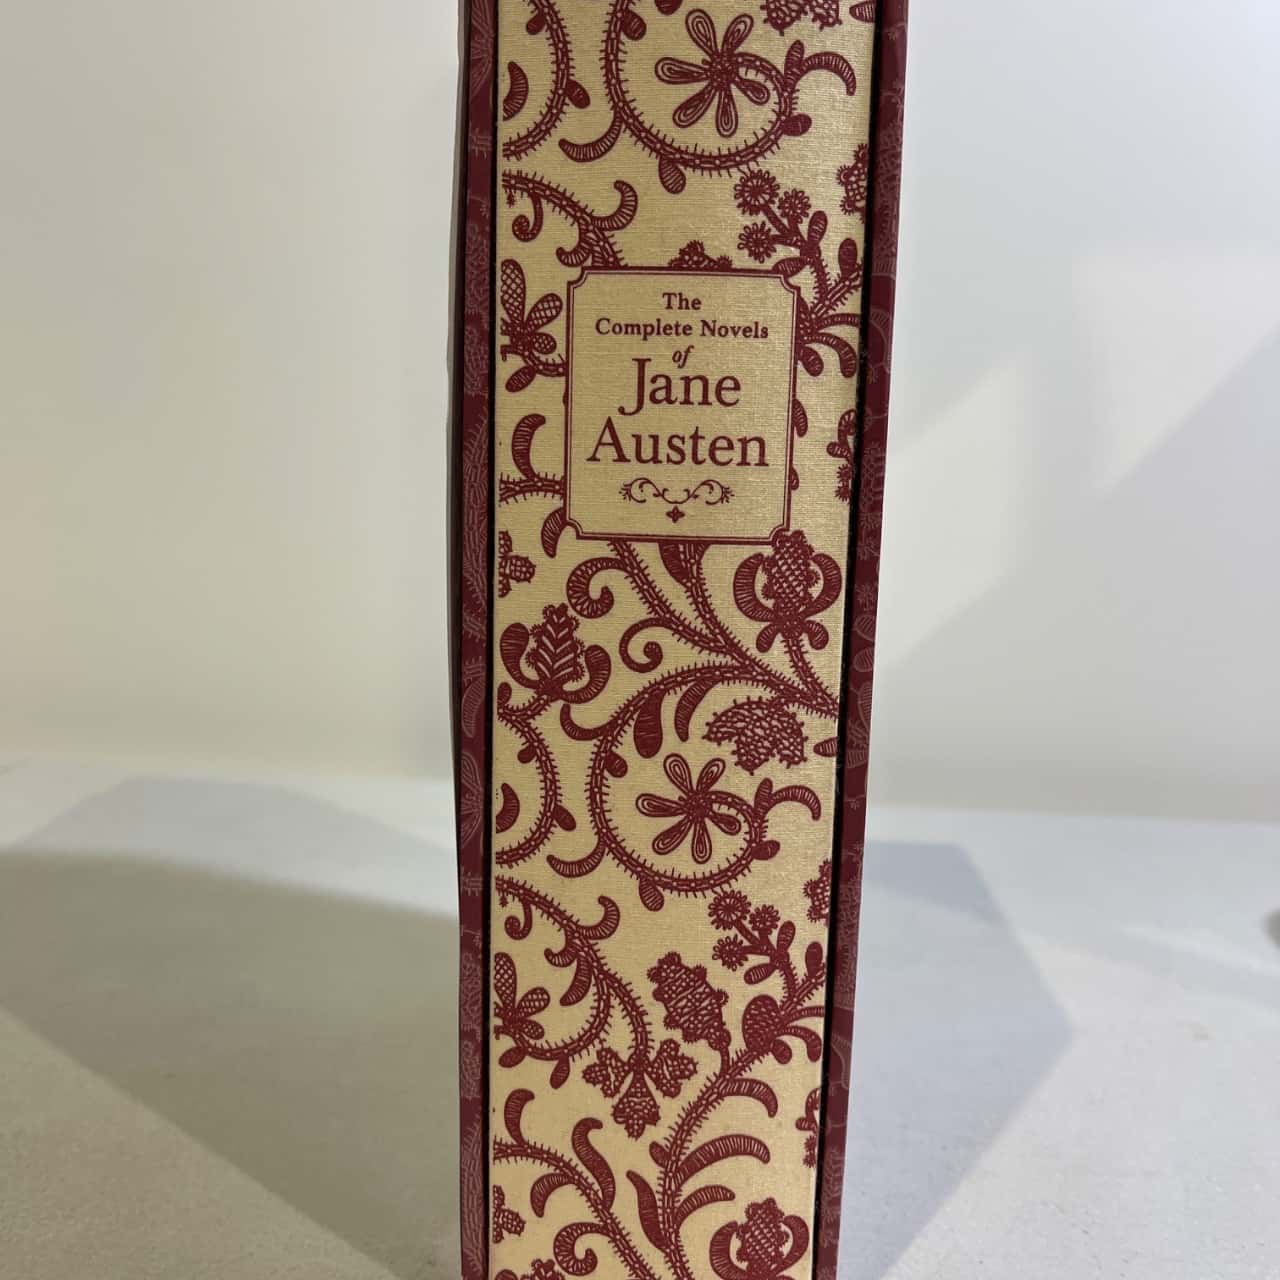 The
Complete Novels
of
Jane
Austen